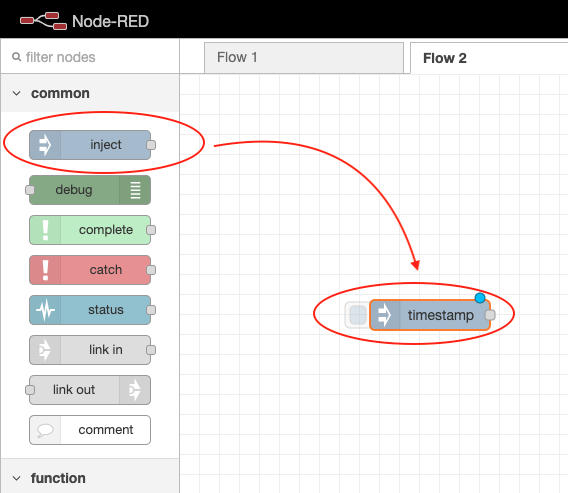 Node-RED
filter nodes
Flow 1
Flow 2
common
inject
debug
complete
catch
status
link in
link out
comment
function
timestamp